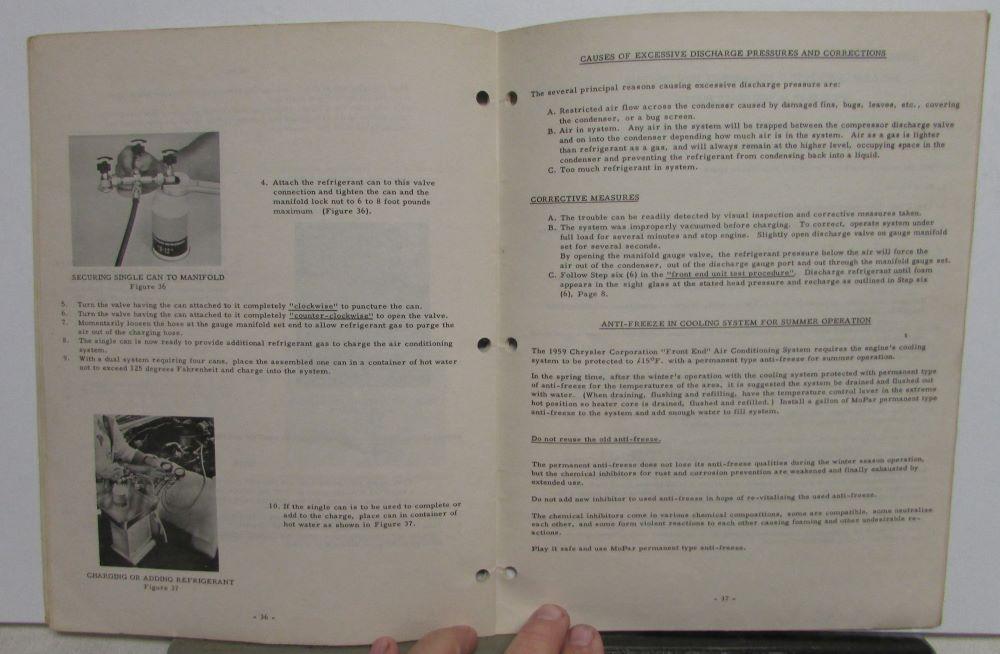 4. Attach the refrigerant can to this valve
connection and tighten the can and the
manifold lock nut to 6 to 8 foot pounds
maximum (Figure 36).
SECURING SINGLE CAN TO MANIFOLD
Figure 36
5. Turn the valve having the can attached to it completely "clockwise" to puncture the can.
6. Turn the valve having the can attached to it completely "counter-clockwise" to open the valve.
7. Momentarily loosen the hose at the gauge manifold set end to allow refrigerant gas to purge the
air out of the charging hose.
8. The single can is now ready to provide additional refrigerant gas to charge the air conditioning
system.
9. With a dual system requiring four cans, place the assembled one can in a container of hot water
not to exceed 125 degrees Fahrenheit and charge into the system.
10. If the single can is to be used to complete or
add to the charge, place can in container of
hot water as shown in Figure 37.
CHARGING OR ADDING REFRIGERANT
Figure 37
- 36 -
CAUSES OF EXCESSIVE DISCHARGE PRESSURES AND CORRECTIONS
The several principal reasons causing excessive discharge pressure are:
A. Restricted air flow across the condenser caused by damaged fins, bugs, leaves, etc., covering
the condenser, or a bug screen.
B. Air in system. Any air in the system will be trapped between the compressor discharge valve
and on into the condenser depending how much air is in the system. Air as a gas is lighter
than refrigerant as a gas, and will always remain at the higher level, occupying space in the
condenser and preventing the refrigerant from condensing back into a liquid.
C. Too much refrigerant in system.
CORRECTIVE MEASURES
A. The trouble can be readily detected by visual inspection and corrective measures taken.
B. The system was improperly vacuumed before charging. To correct, operate system under
full load for several minutes and stop engine. Slightly open discharge valve on gauge manifold
set for several seconds.
By opening the manifold gauge valve, the refrigerant pressure below the air will force the
air out of the condenser, out of the discharge gauge port and out through the manifold gauge set.
C. Follow Step six (6) in the "front end unit test procedure". Discharge refrigerant until foam
appears in the sight glass at the stated head pressure and recharge as outlined in Step six
(6), Page 8.
ANTI-FREEZE IN COOLING SYSTEM FOR SUMMER OPERATION
The 1959 Chrysler Corporation "Front End" Air Conditioning System requires the engine's cooling
system to be protected to /15°F. with a permanent type anti-freeze for summer operation.
In the spring time, after the winter's operation with the cooling system protected with permanent type
of anti-freeze for the temperatures of the area, it is suggested the system be drained and flushed out
with water. (When draining, flushing and refilling, have the temperature control lever in the extreme
hot position so heater core is drained, flushed and refilled.) Install a gallon of MoPar permanent type
anti-freeze to the system and add enough water to fill system.
Do not reuse the old anti-freeze.
The permanent anti-freeze does not lose its anti-freeze qualities during the winter season operation,
but the chemical inhibitors for rust and corrosion prevention are weakened and finally exhausted by
extended use.
Do not add new inhibitor to used anti-freeze in hope of re-vitalizing the used anti-freeze.
The chemical inhibitors come in various chemical compositions, some are compatible, some neutralize
each other, and some form violent reactions to each other causing foaming and other undesirable re-
actions.
Play it safe and use MoPar permanent type anti-freeze.
- 37 -